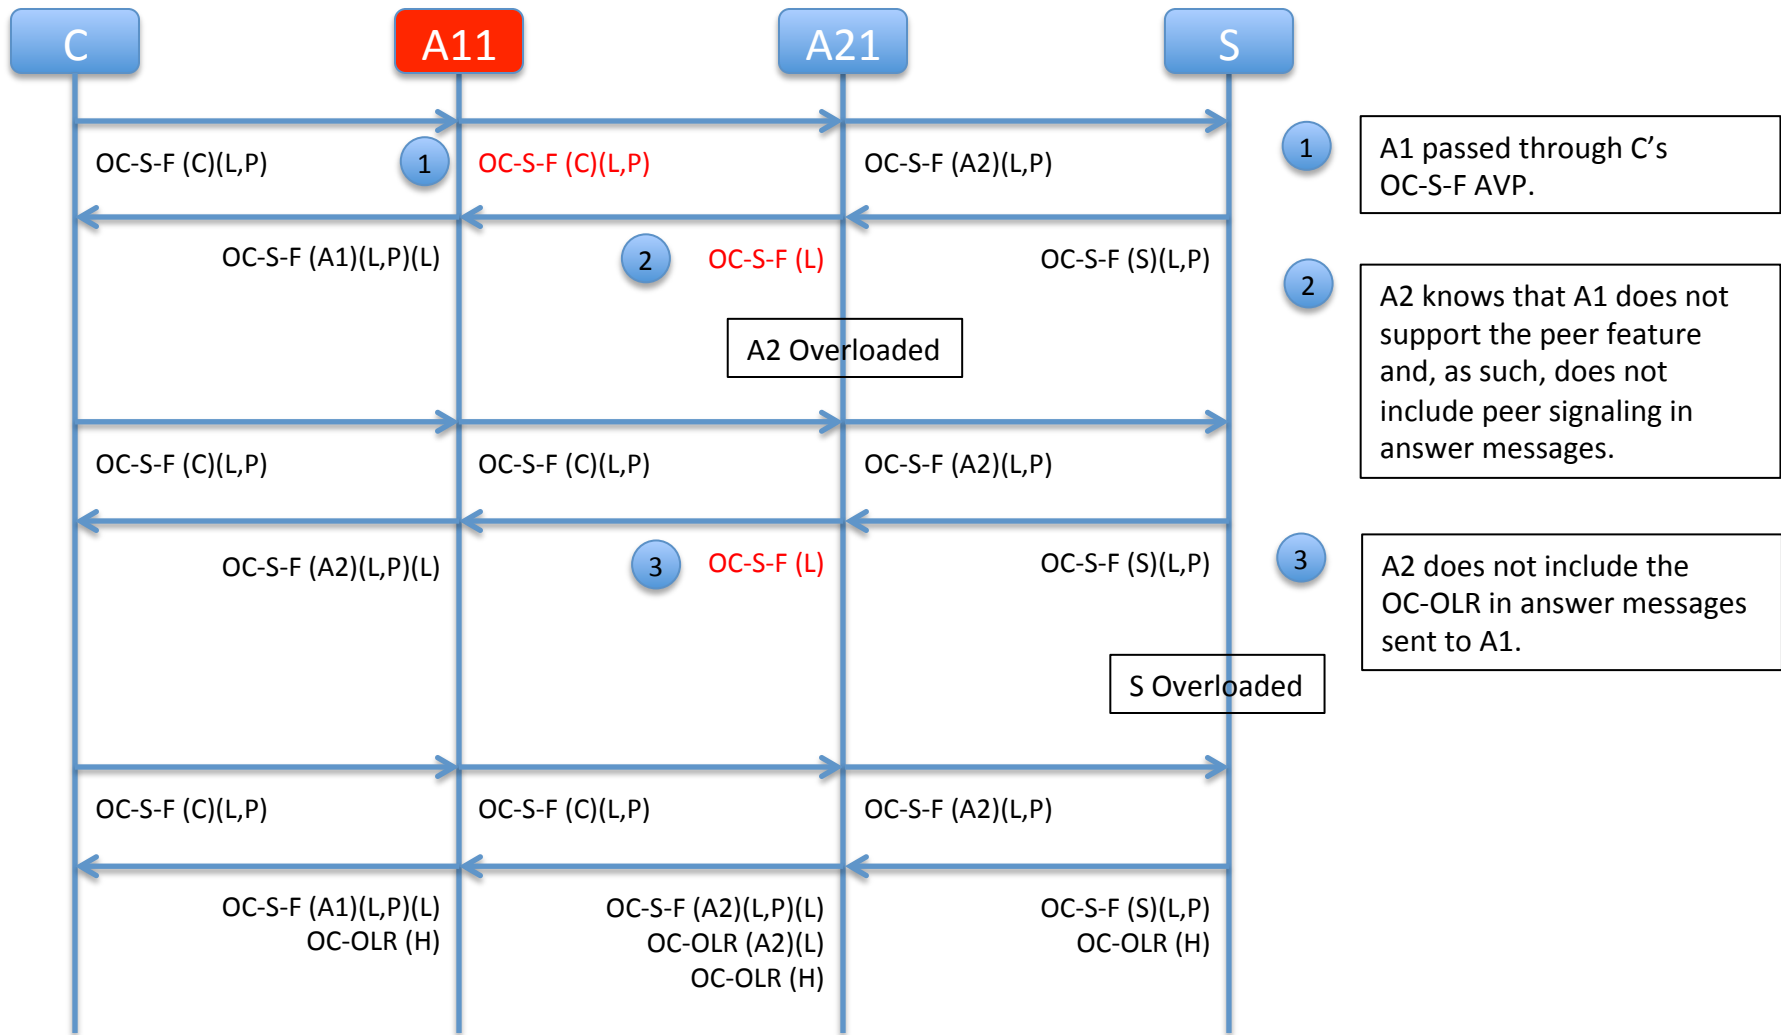 C
A11
A21
S
OC-S-F (C)(L,P)
1
OC-S-F (C)(L,P)
OC-S-F (A2)(L,P)
1
A1 passed through C’s
OC-S-F AVP.
OC-S-F (A1)(L,P)(L)
2
OC-S-F (L)
OC-S-F (S)(L,P)
2
A2 knows that A1 does not
support the peer feature
and, as such, does not
include peer signaling in
answer messages.
A2 Overloaded
OC-S-F (C)(L,P)
OC-S-F (C)(L,P)
OC-S-F (A2)(L,P)
OC-S-F (A2)(L,P)(L)
3
OC-S-F (L)
OC-S-F (S)(L,P)
3
A2 does not include the
OC-OLR in answer messages
sent to A1.
S Overloaded
OC-S-F (C)(L,P)
OC-S-F (C)(L,P)
OC-S-F (A2)(L,P)
OC-S-F (A1)(L,P)(L)
OC-OLR (H)
OC-S-F (A2)(L,P)(L)
OC-OLR (A2)(L)
OC-OLR (H)
OC-S-F (S)(L,P)
OC-OLR (H)